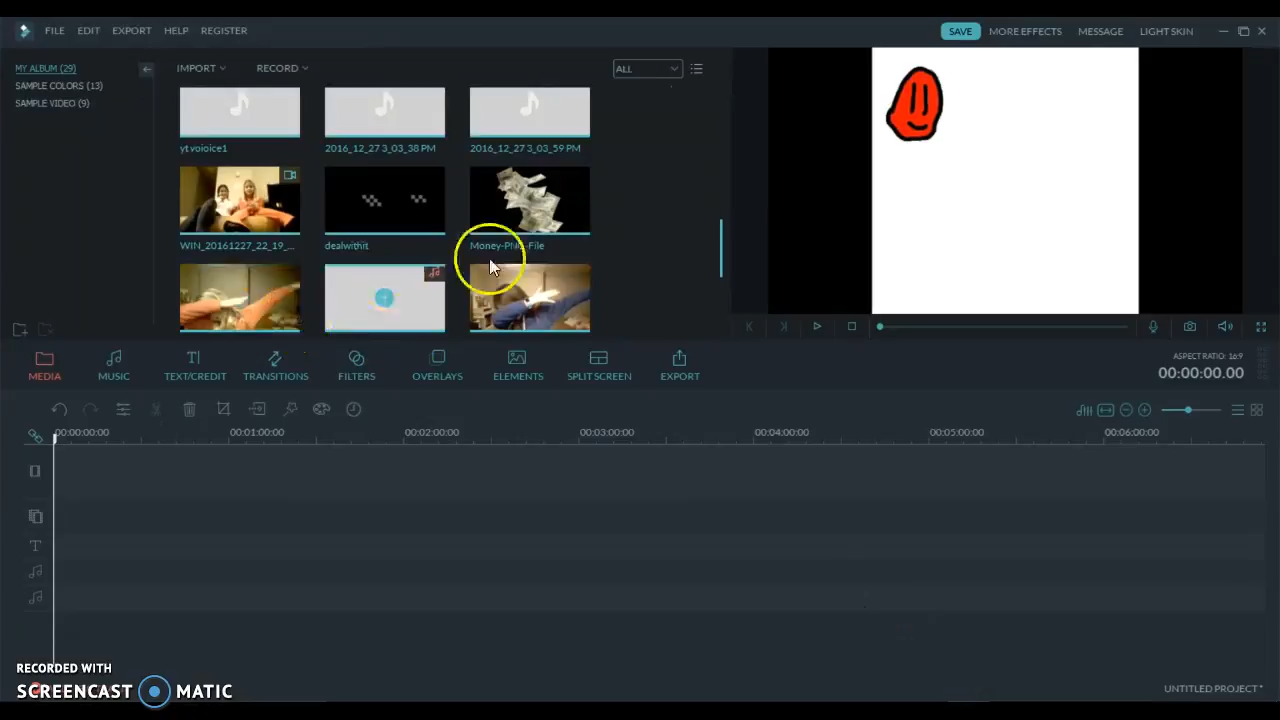 FILE EDIT EXPORT HELP REGISTER SAVE MORE EFFECTS MESSAGE LIGHT SKIN
MY ALBUM (29) IMPORT RECORD ALL
SAMPLE COLORS (13)
SAMPLE VIDEO (9)
yt voioice1 2016_12_27 3_03_38 PM 2016_12_27 3_03_59 PM
WIN_20161227_22_19_... dealwithit
MEDIA MUSIC TEXT/CREDIT TRANSITIONS FILTERS OVERLAYS ELEMENTS SPLIT SCREEN EXPORT
ASPECT RATIO: 16:9
00:00:00.00
00:00:00:00 00:01:00:00 00:02:00:00 00:03:00:00 00:04:00:00 00:05:00:00 00:06:00:00
RECORDED WITH
SCREENCAST MATIC
UNTITLED PROJECT*